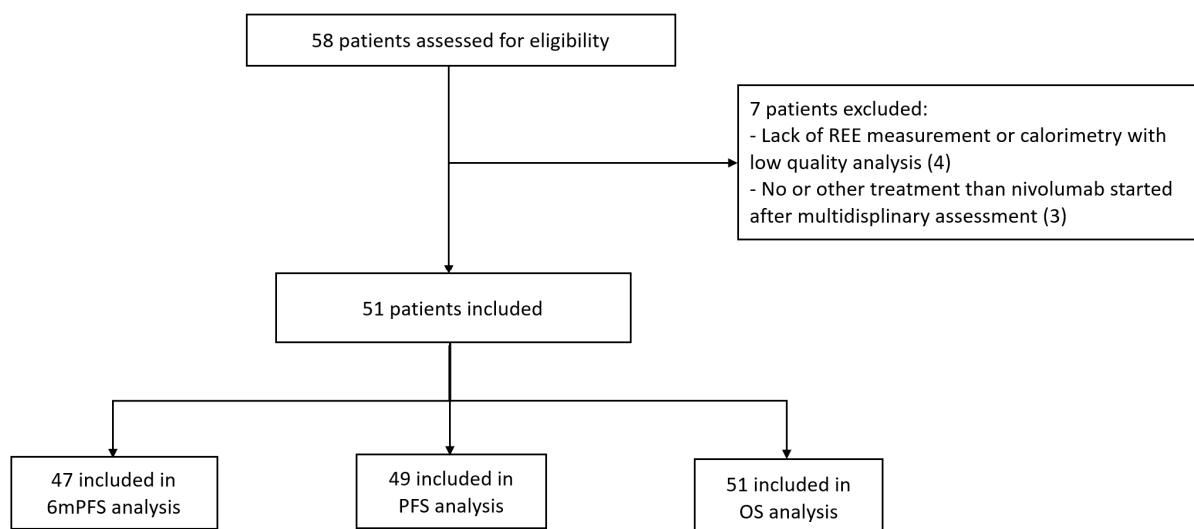 58 patients assessed for eligibility
7 patients excluded:
- Lack of REE measurement or calorimetry with
low quality analysis (4)
- No or other treatment than nivolumab started
after multidisplinary assessment (3)
51 patients included
47 included in
6mPFS analysis
49 included in
PFS analysis
51 included in
OS analysis